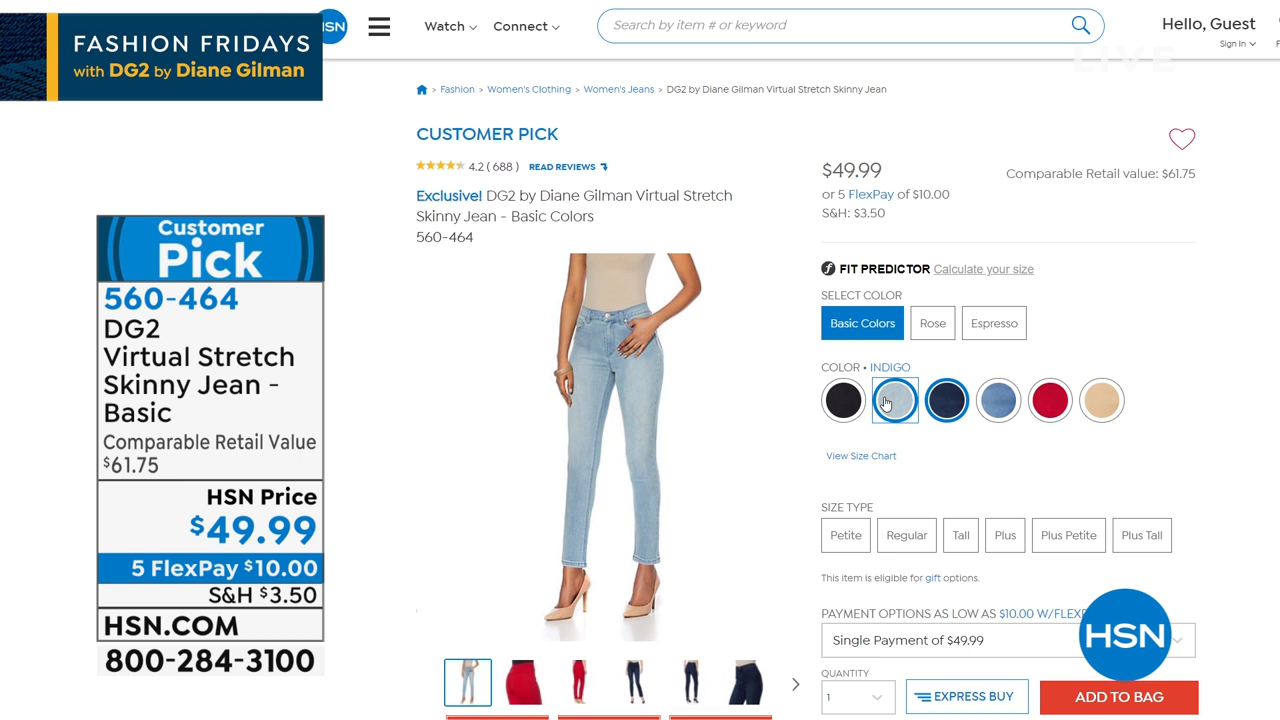 FASHION FRIDAYS
with DG2 by Diane Gilman
HSN
Watch
Connect
Search by item # or keyword
Hello, Guest
Sign In
LIVE
> Fashion > Women's Clothing > Women's Jeans > DG2 by Diane Gilman Virtual Stretch Skinny Jean
CUSTOMER PICK
4.2 ( 688 ) READ REVIEWS
Exclusive! DG2 by Diane Gilman Virtual Stretch
Skinny Jean - Basic Colors
560-464
$49.99
Comparable Retail value: $61.75
or 5 FlexPay of $10.00
S&H: $3.50
FIT PREDICTOR Calculate your size
SELECT COLOR
Basic Colors
Rose
Espresso
COLOR • INDIGO
View Size Chart
SIZE TYPE
Petite
Regular
Tall
Plus
Plus Petite
Plus Tall
This item is eligible for gift options.
PAYMENT OPTIONS AS LOW AS $10.00 W/FLEXP
Single Payment of $49.99
HSN
QUANTITY
1
EXPRESS BUY
ADD TO BAG
Customer
Pick
560-464
DG2
Virtual Stretch
Skinny Jean -
Basic
Comparable Retail Value
$61.75
HSN Price
$49.99
5 FlexPay $10.00
S&H $3.50
HSN.COM
800-284-3100